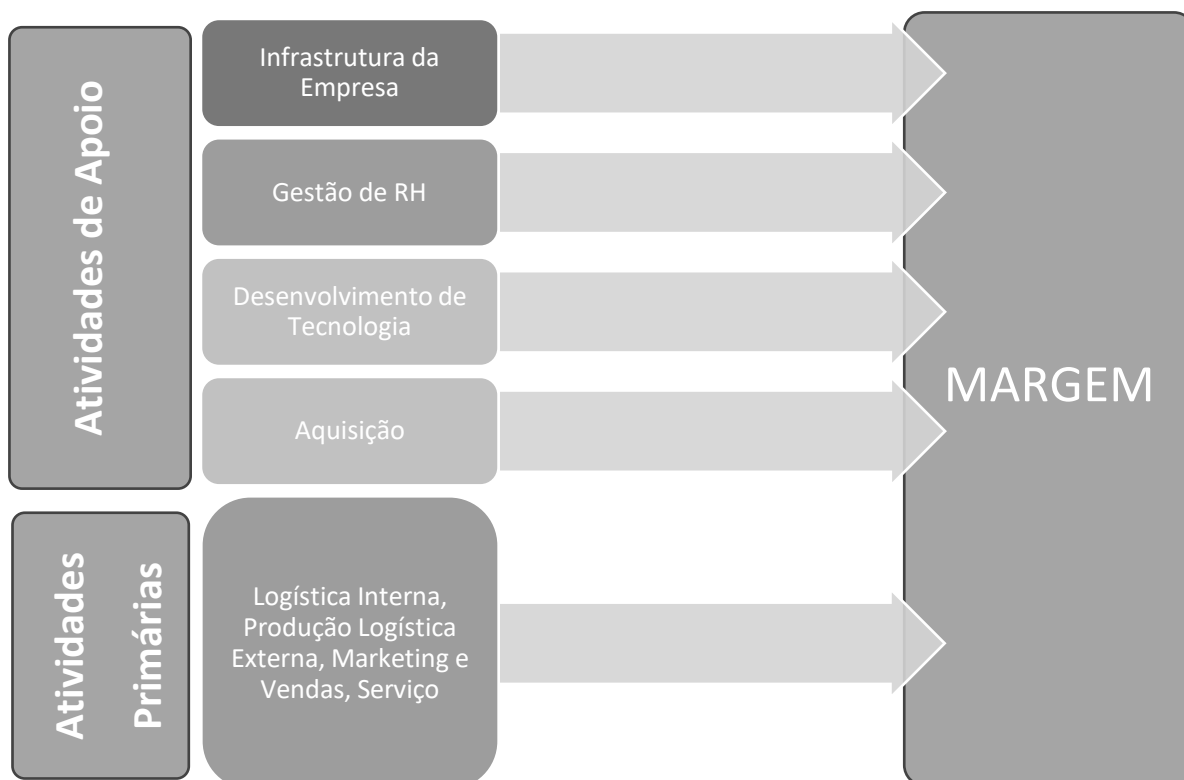 Atividades de Apoio
Infrastrutura da
Empresa
Gestão de RH
Desenvolvimento de
Tecnologia
Aquisição
MARGEM
Atividades
Primárias
Logística Interna,
Produção Logística
Externa, Marketing e
Vendas, Serviço